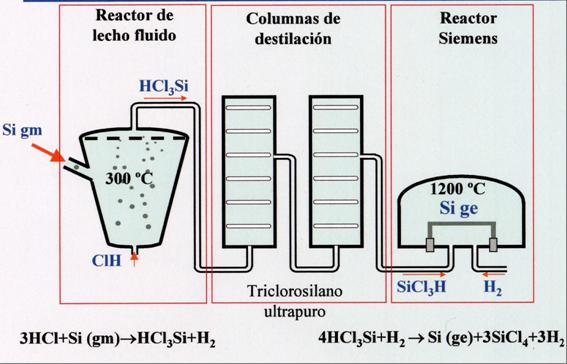 Reactor de
lecho fluido
Columnas de
destilación
Reactor
Siemens
HCl₃Si
Si gm
300 ºC
ClH
Triclorosilano
ultrapuro
1200 ºC
Si ge
SiCl₃H
H₂
3HCl+Si (gm)→HCl₃Si+H₂
4HCl₃Si+H₂→ Si (ge)+3SiCl₄+3H₂